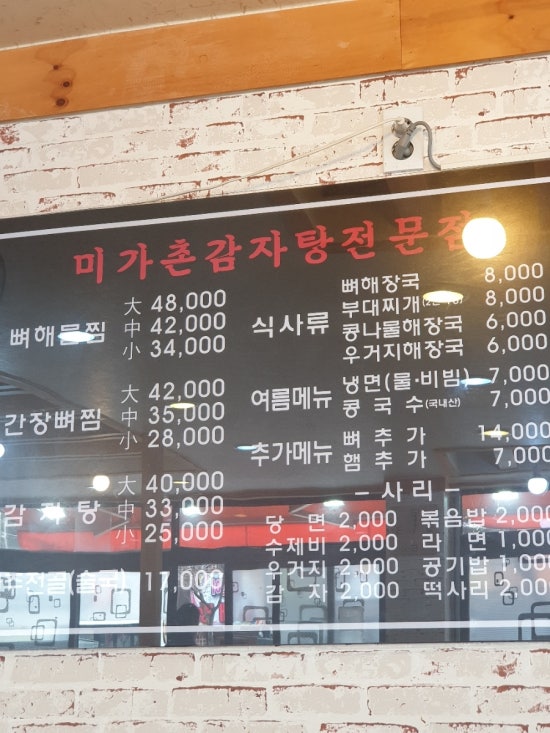 미가촌감자탕전문점
뼈해물찜
大 48,000
中 42,000
小 34,000
간장뼈찜
大 42,000
中 35,000
小 28,000
감자탕
大 40,000
中 33,000
小 25,000
전골(술국) 17,000
식사류
뼈해장국 8,000
부대찌개 8,000
콩나물해장국 6,000
우거지해장국 6,000
여름메뉴
냉면(물·비빔) 7,000
콩국수(국내산) 7,000
추가메뉴
뼈추가 14,000
햄추가 7,000
- 사리 -
당면 2,000 볶음밥 2,000
수제비 2,000 라면 1,000
우거지 2,000 공기밥 1,000
감자 2,000 떡사리 2,000